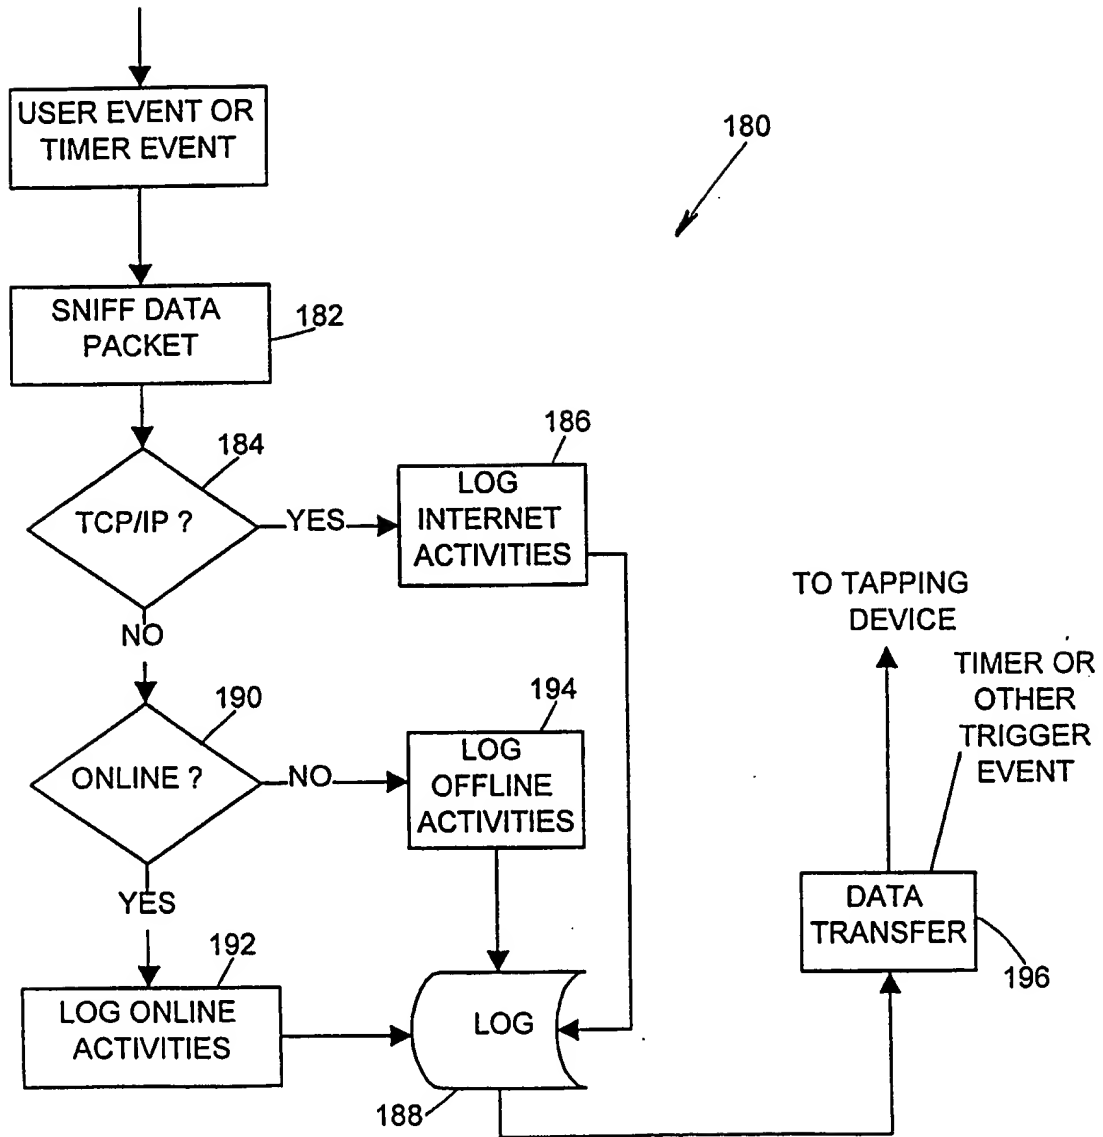 USER EVENT OR
TIMER EVENT
180
SNIFF DATA
PACKET
182
184
TCP/IP ?
YES
186
LOG
INTERNET
ACTIVITIES
NO
TO TAPPING
DEVICE
TIMER OR
OTHER
TRIGGER
EVENT
190
ONLINE ?
NO
194
LOG
OFFLINE
ACTIVITIES
YES
DATA
TRANSFER
196
192
LOG ONLINE
ACTIVITIES
LOG
188